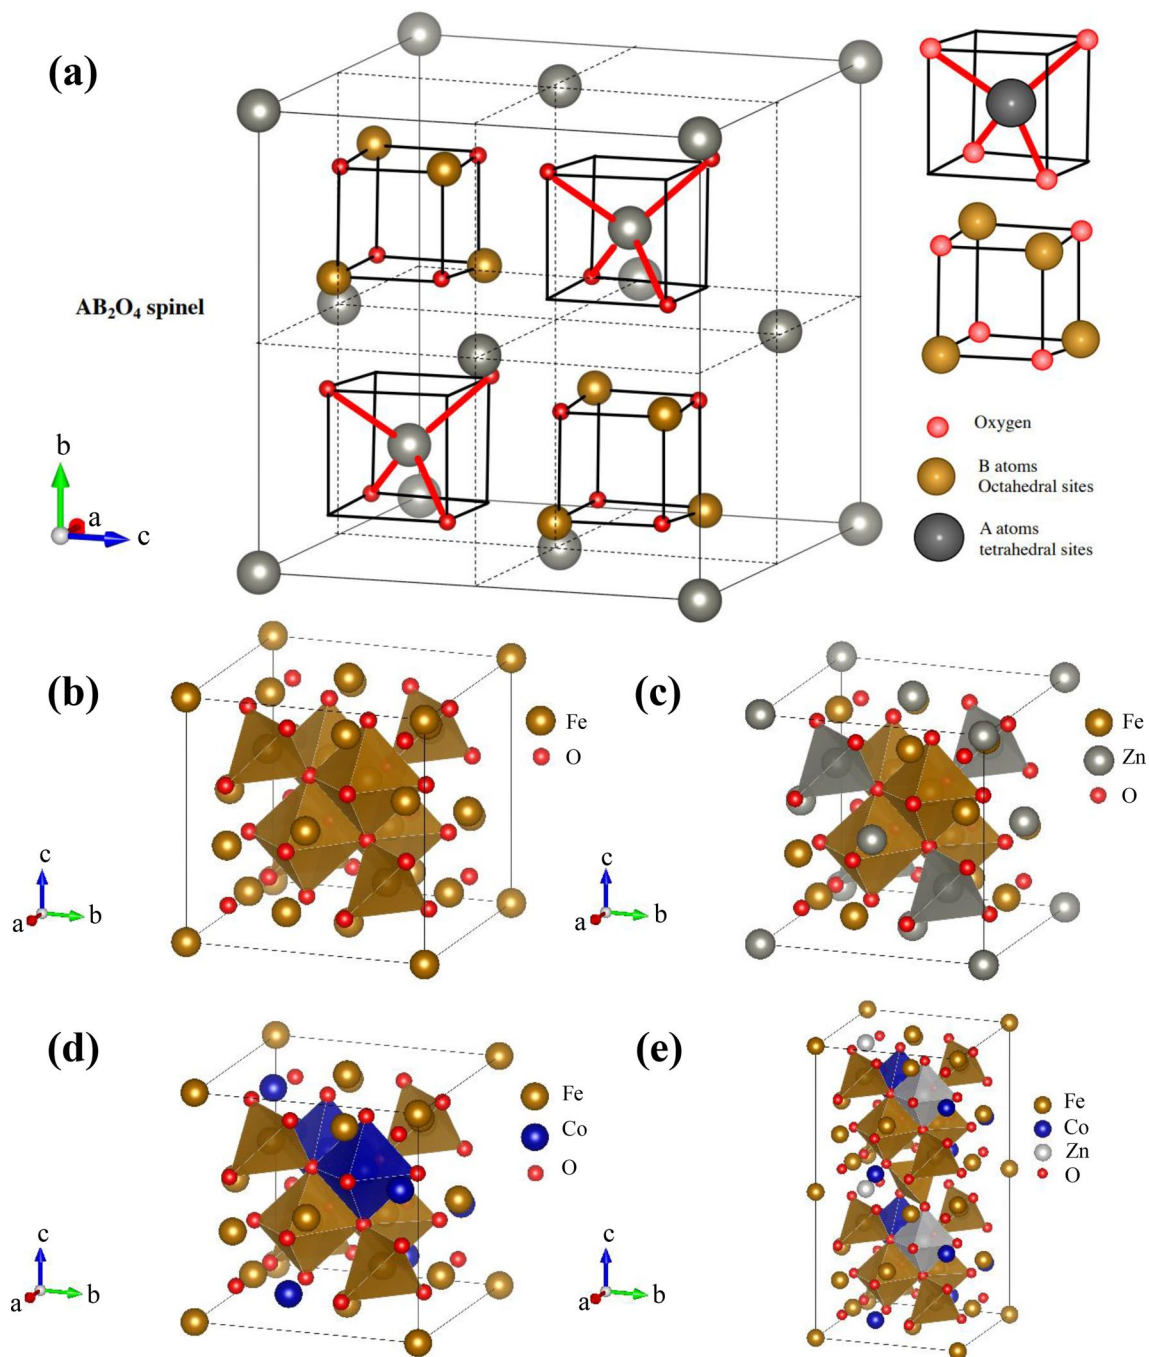 (a)
AB₂O₄ spinel
b
a
c
Oxygen
B atoms
Octahedral sites
A atoms
tetrahedral sites
(b)
Fe
O
c
a
b
(c)
Fe
Zn
O
c
a
b
(d)
Fe
Co
O
c
a
b
(e)
Fe
Co
Zn
O
c
a
b